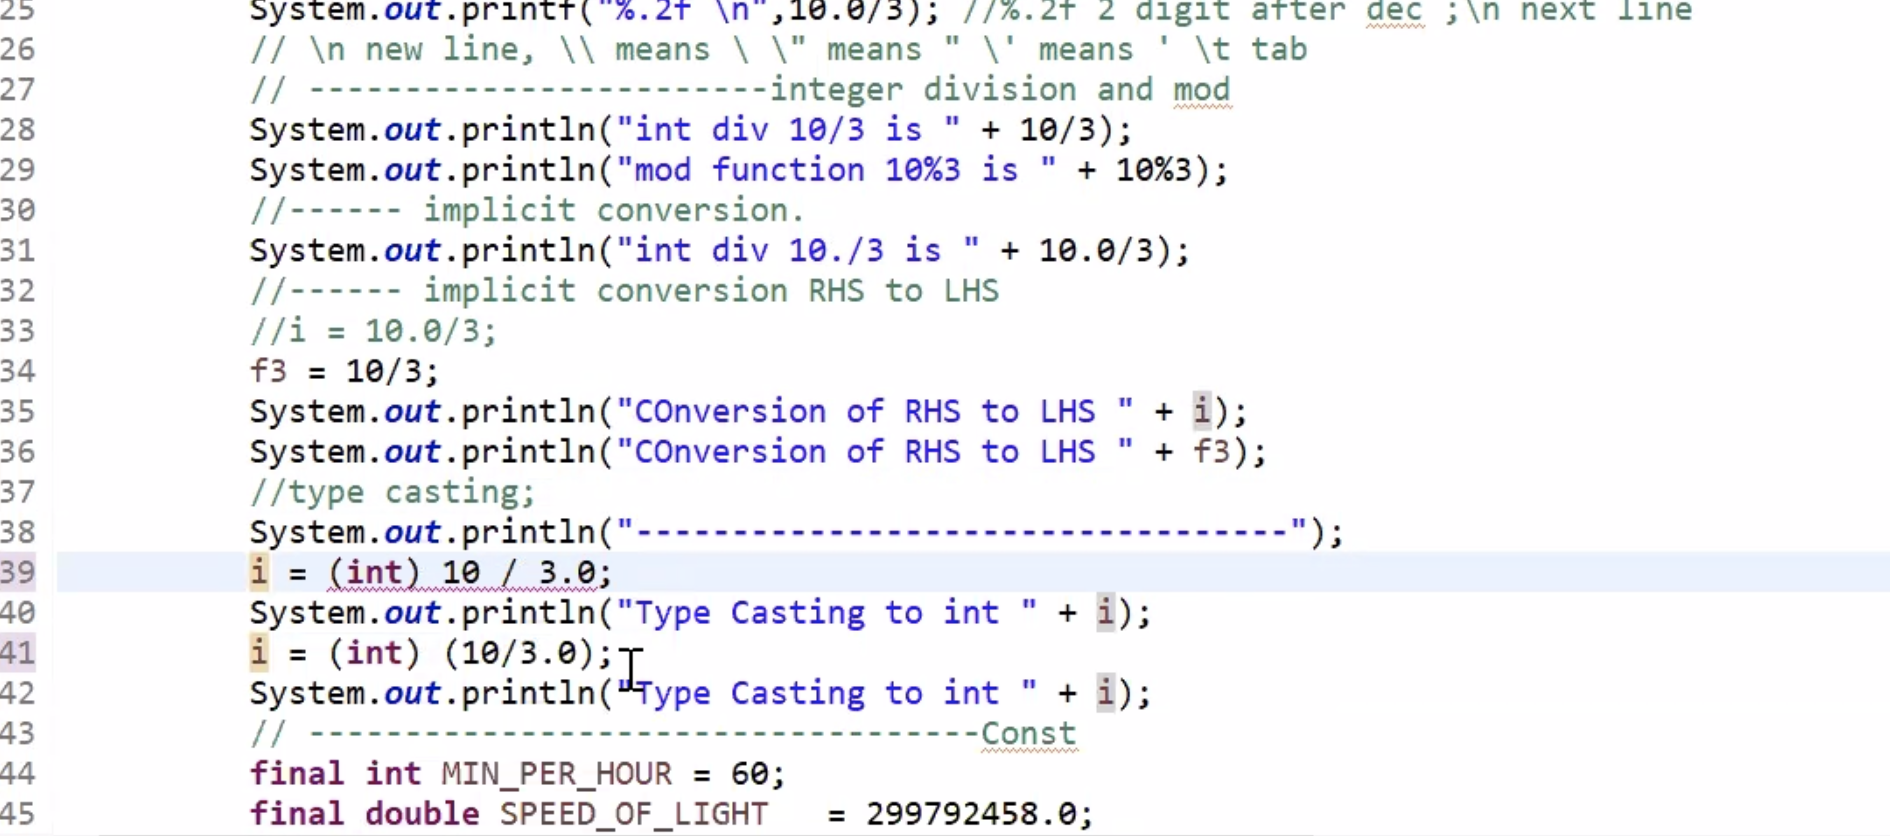 25 System.out.printf("%.2f \n",10.0/3); //%.2f 2 digit after dec ;\n next line
26 // \n new line, \\ means \ \" means " \' means ' \t tab
27 // ------------------------integer division and mod
28 System.out.println("int div 10/3 is " + 10/3);
29 System.out.println("mod function 10%3 is " + 10%3);
30 //------ implicit conversion.
31 System.out.println("int div 10./3 is " + 10.0/3);
32 //------ implicit conversion RHS to LHS
33 //i = 10.0/3;
34 f3 = 10/3;
35 System.out.println("COnversion of RHS to LHS " + i);
36 System.out.println("COnversion of RHS to LHS " + f3);
37 //type casting;
38 System.out.println("----------------------------------");
39 i = (int) 10 / 3.0;
40 System.out.println("Type Casting to int " + i);
41 i = (int) (10/3.0);
42 System.out.println("Type Casting to int " + i);
43 // -----------------------------------Const
44 final int MIN_PER_HOUR = 60;
45 final double SPEED_OF_LIGHT   = 299792458.0;